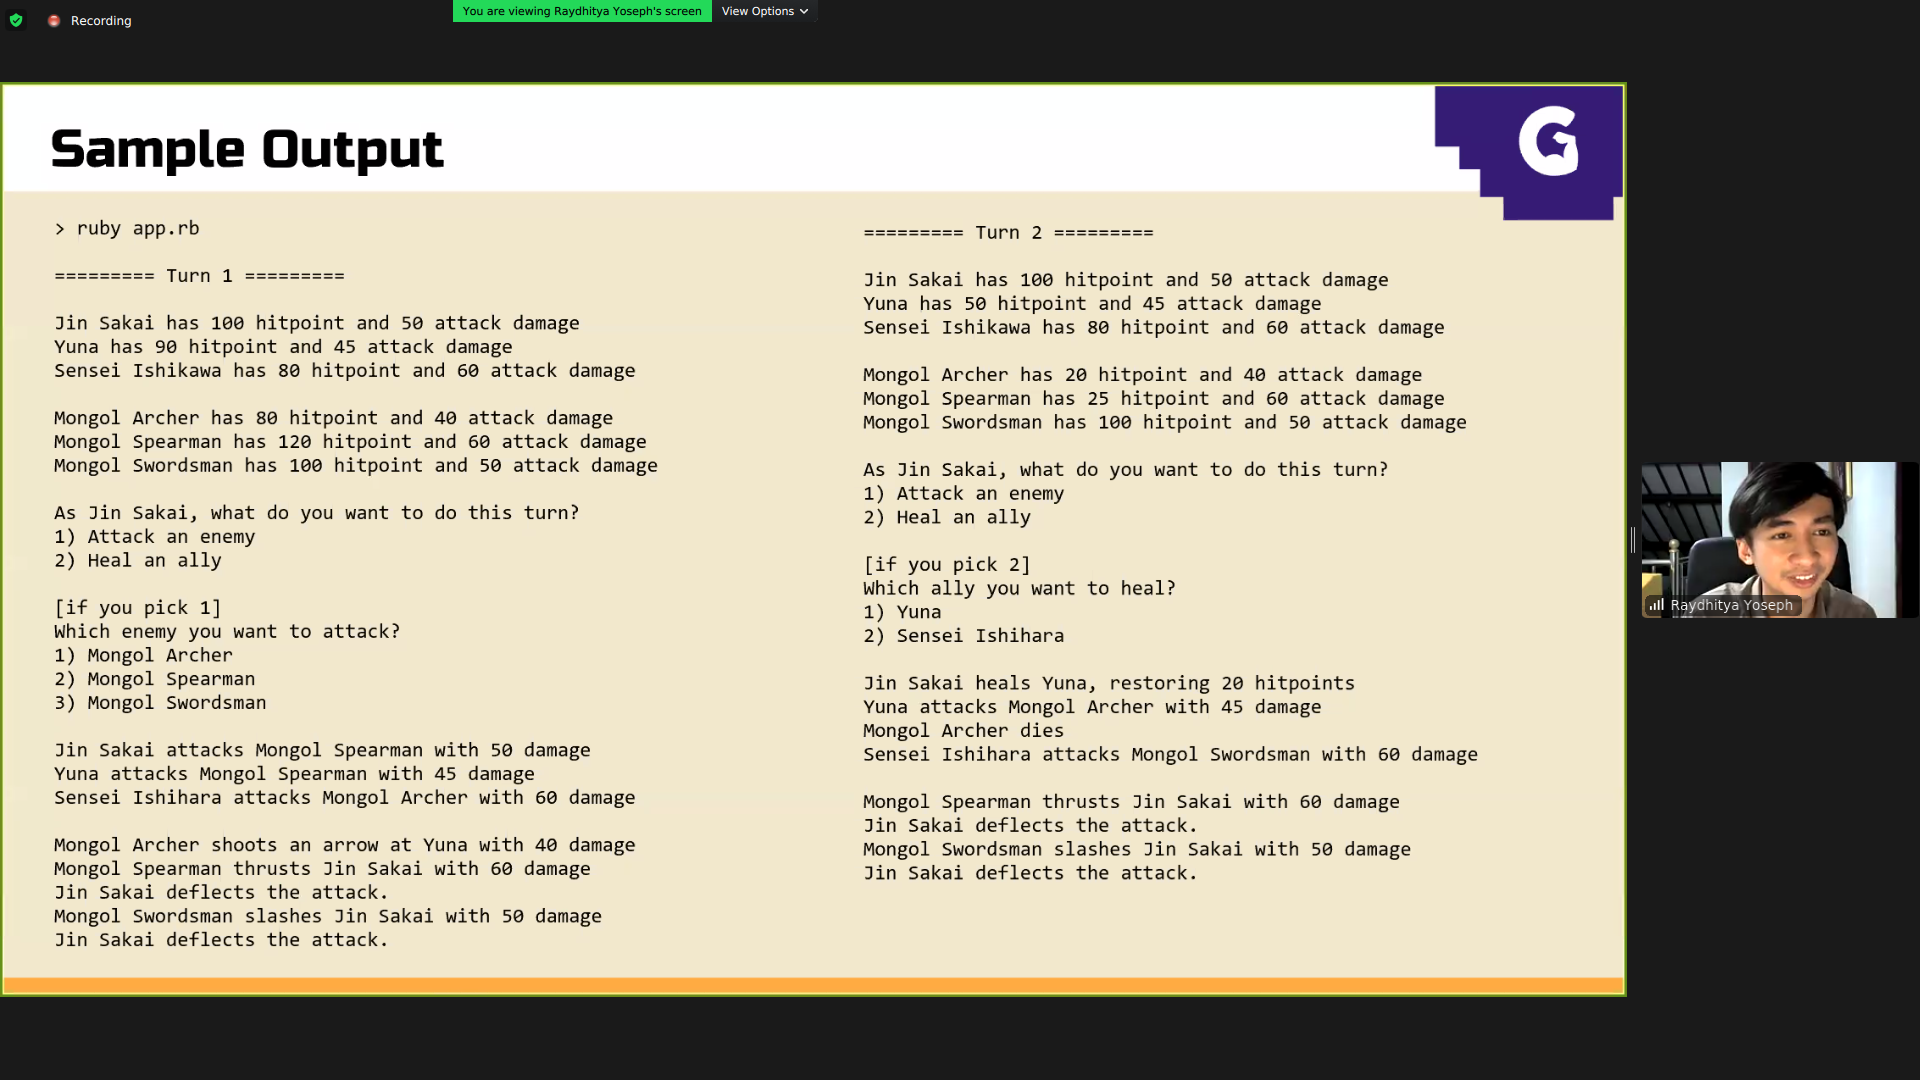 Recording
You are viewing Raydhitya Yoseph's screen
View Options
Sample Output
G
> ruby app.rb
========= Turn 1 =========
Jin Sakai has 100 hitpoint and 50 attack damage
Yuna has 90 hitpoint and 45 attack damage
Sensei Ishikawa has 80 hitpoint and 60 attack damage
Mongol Archer has 80 hitpoint and 40 attack damage
Mongol Spearman has 120 hitpoint and 60 attack damage
Mongol Swordsman has 100 hitpoint and 50 attack damage
As Jin Sakai, what do you want to do this turn?
1) Attack an enemy
2) Heal an ally
[if you pick 1]
Which enemy you want to attack?
1) Mongol Archer
2) Mongol Spearman
3) Mongol Swordsman
Jin Sakai attacks Mongol Spearman with 50 damage
Yuna attacks Mongol Spearman with 45 damage
Sensei Ishihara attacks Mongol Archer with 60 damage
Mongol Archer shoots an arrow at Yuna with 40 damage
Mongol Spearman thrusts Jin Sakai with 60 damage
Jin Sakai deflects the attack.
Mongol Swordsman slashes Jin Sakai with 50 damage
Jin Sakai deflects the attack.
========= Turn 2 =========
Jin Sakai has 100 hitpoint and 50 attack damage
Yuna has 50 hitpoint and 45 attack damage
Sensei Ishikawa has 80 hitpoint and 60 attack damage
Mongol Archer has 20 hitpoint and 40 attack damage
Mongol Spearman has 25 hitpoint and 60 attack damage
Mongol Swordsman has 100 hitpoint and 50 attack damage
As Jin Sakai, what do you want to do this turn?
1) Attack an enemy
2) Heal an ally
[if you pick 2]
Which ally you want to heal?
1) Yuna
2) Sensei Ishihara
Jin Sakai heals Yuna, restoring 20 hitpoints
Yuna attacks Mongol Archer with 45 damage
Mongol Archer dies
Sensei Ishihara attacks Mongol Swordsman with 60 damage
Mongol Spearman thrusts Jin Sakai with 60 damage
Jin Sakai deflects the attack.
Mongol Swordsman slashes Jin Sakai with 50 damage
Jin Sakai deflects the attack.
Raydhitya Yoseph